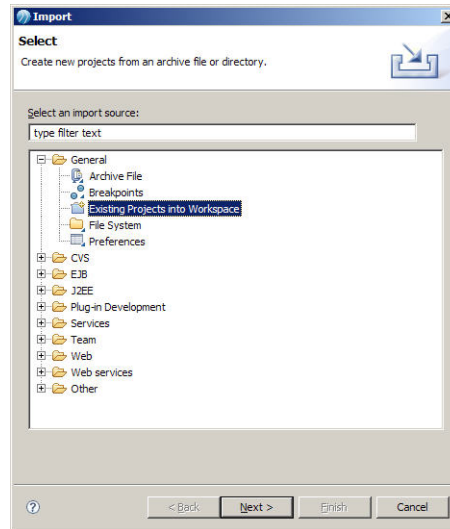 Import
Select
Create new projects from an archive file or directory.
Select an import source:
type filter text
General
Archive File
Breakpoints
Existing Projects into Workspace
File System
Preferences
CVS
EJB
J2EE
Plug-in Development
Services
Team
Web
Web services
Other
< Back Next > Finish Cancel